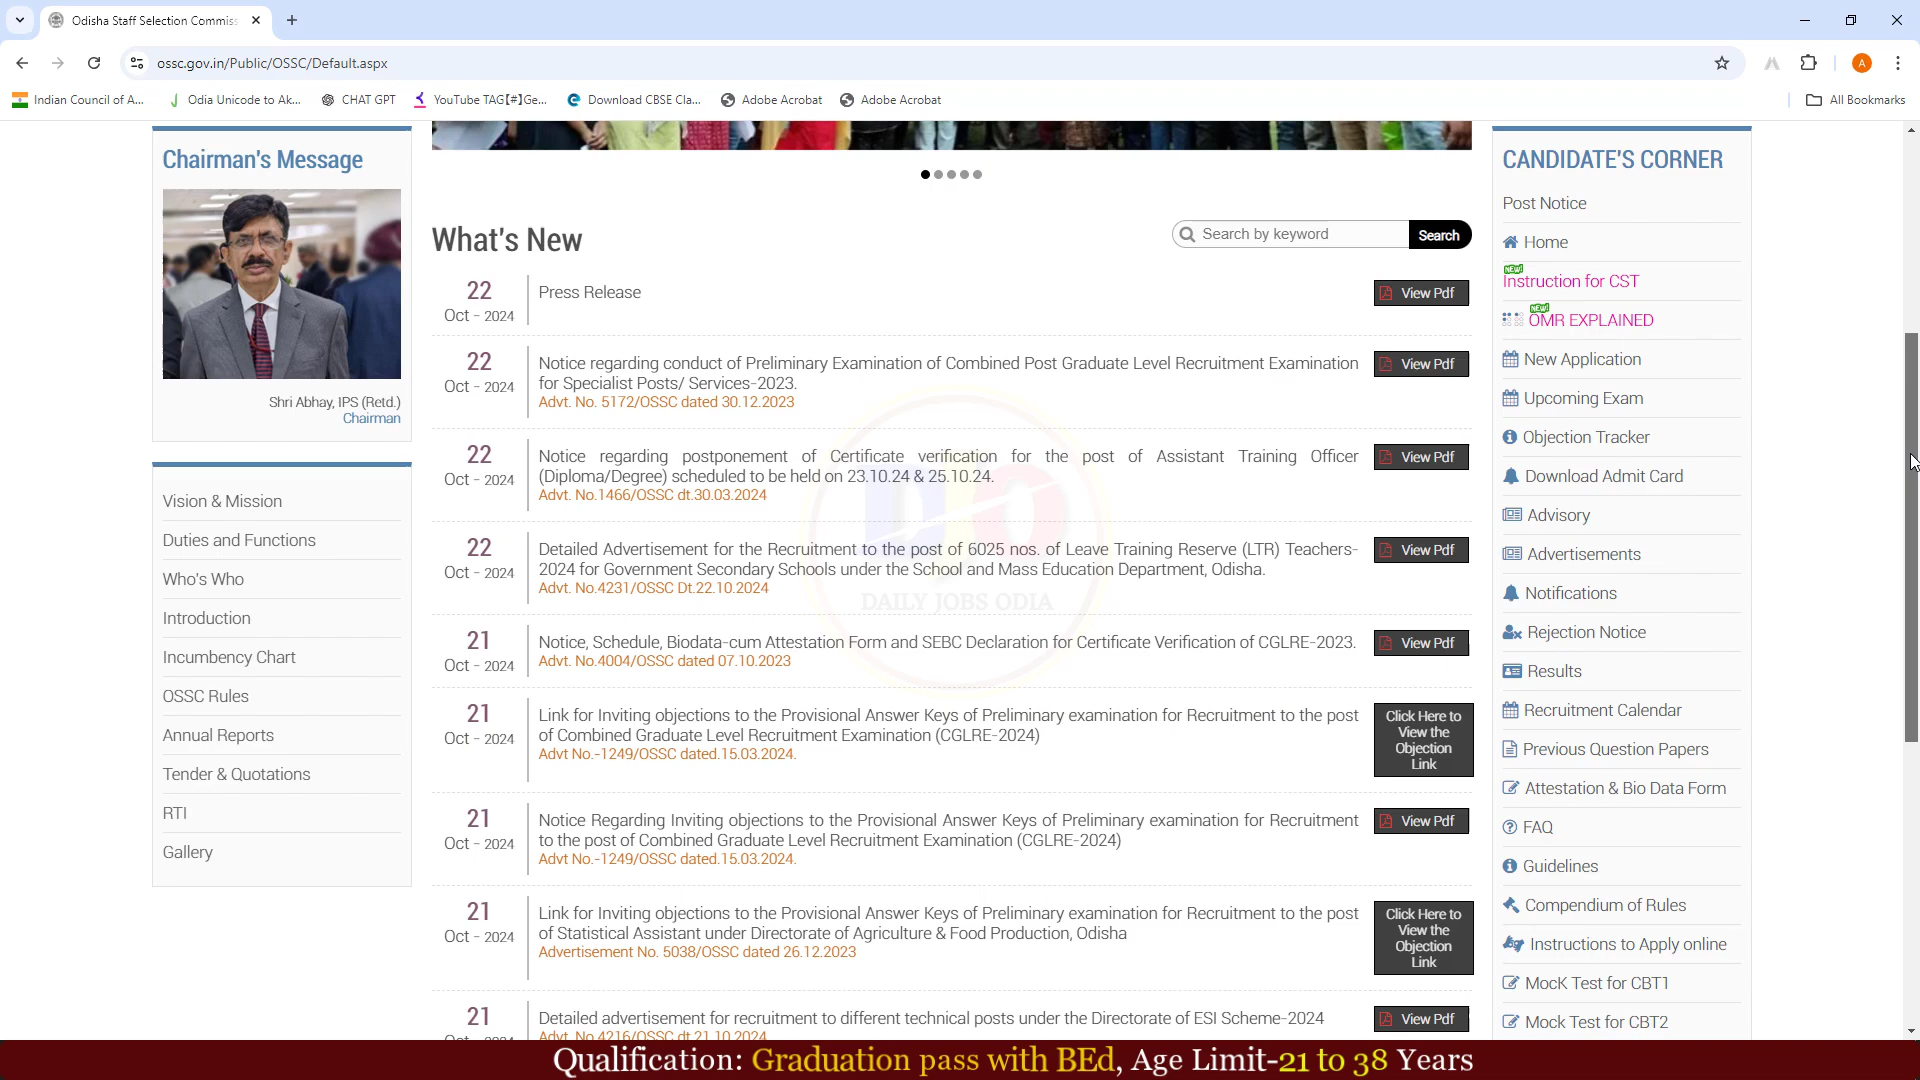 Odisha Staff Selection Commiss
ossc.gov.in/Public/OSSC/Default.aspx
A
Indian Council of A...
Odia Unicode to Ak...
CHAT GPT
YouTube TAG【#】Ge...
Download CBSE Cla...
Adobe Acrobat
Adobe Acrobat
All Bookmarks
Chairman's Message
Shri Abhay, IPS (Retd.)
Chairman
Vision & Mission
Duties and Functions
Who's Who
Introduction
Incumbency Chart
OSSC Rules
Annual Reports
Tender & Quotations
RTI
Gallery
What's New
Search by keyword
Search
22
Oct - 2024
Press Release
View Pdf
22
Oct - 2024
Notice regarding conduct of Preliminary Examination of Combined Post Graduate Level Recruitment Examination
for Specialist Posts/ Services-2023.
Advt. No. 5172/OSSC dated 30.12.2023
View Pdf
22
Oct - 2024
Notice regarding postponement of Certificate verification for the post of Assistant Training Officer
(Diploma/Degree) scheduled to be held on 23.10.24 & 25.10.24.
Advt. No.1466/OSSC dt.30.03.2024
View Pdf
22
Oct - 2024
Detailed Advertisement for the Recruitment to the post of 6025 nos. of Leave Training Reserve (LTR) Teachers-
2024 for Government Secondary Schools under the School and Mass Education Department, Odisha.
Advt. No.4231/OSSC Dt.22.10.2024
View Pdf
DJO
DAILY JOBS ODIA
21
Oct - 2024
Notice, Schedule, Biodata-cum Attestation Form and SEBC Declaration for Certificate Verification of CGLRE-2023.
Advt. No.4004/OSSC dated 07.10.2023
View Pdf
21
Oct - 2024
Link for Inviting objections to the Provisional Answer Keys of Preliminary examination for Recruitment to the post
of Combined Graduate Level Recruitment Examination (CGLRE-2024)
Advt No.-1249/OSSC dated.15.03.2024.
Click Here to
View the
Objection
Link
21
Oct - 2024
Notice Regarding Inviting objections to the Provisional Answer Keys of Preliminary examination for Recruitment
to the post of Combined Graduate Level Recruitment Examination (CGLRE-2024)
Advt No.-1249/OSSC dated.15.03.2024.
View Pdf
21
Oct - 2024
Link for Inviting objections to the Provisional Answer Keys of Preliminary examination for Recruitment to the post
of Statistical Assistant under Directorate of Agriculture & Food Production, Odisha
Advertisement No. 5038/OSSC dated 26.12.2023
Click Here to
View the
Objection
Link
21
Oct - 2024
Detailed advertisement for recruitment to different technical posts under the Directorate of ESI Scheme-2024
Advt. No.4216/OSSC dt.21.10.2024
View Pdf
CANDIDATE'S CORNER
Post Notice
Home
NEW!
Instruction for CST
NEW!
OMR EXPLAINED
New Application
Upcoming Exam
Objection Tracker
Download Admit Card
Advisory
Advertisements
Notifications
Rejection Notice
Results
Recruitment Calendar
Previous Question Papers
Attestation & Bio Data Form
FAQ
Guidelines
Compendium of Rules
Instructions to Apply online
MocK Test for CBT1
Mock Test for CBT2
Qualification: Graduation pass with BEd, Age Limit-21 to 38 Years